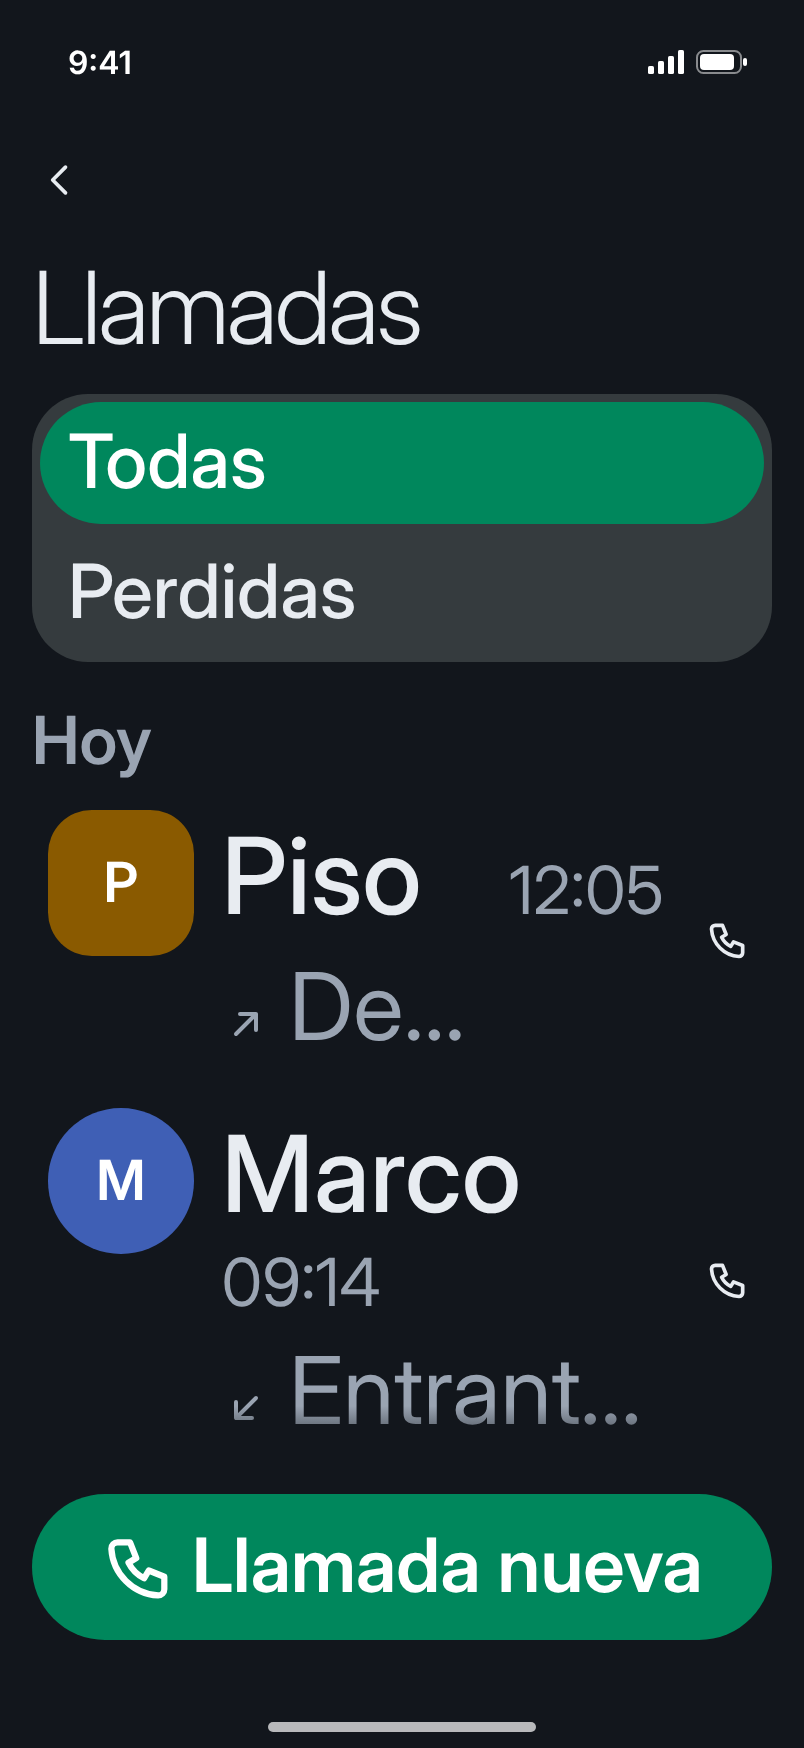 9:41
Llamadas
Todas
Perdidas
Hoy
P
Piso 12:05
De...
M
Marco
09:14
Entrant...
Llamada nueva